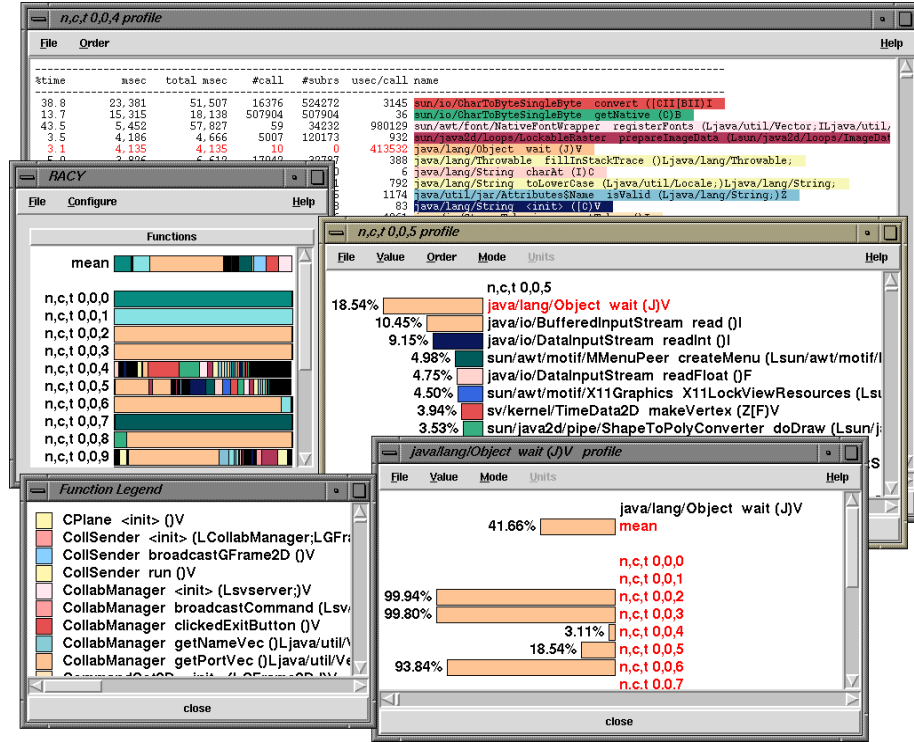 n,c,t 0,0,4 profile
File Order Help
%time msec total msec #call #subrs usec/call name
38.8 23,381 51,507 16376 524272 3145 sun/io/CharToByteSingleByte convert ([CII[BII)I
13.7 15,315 18,138 507904 507904 36 sun/io/CharToByteSingleByte getNative (C)B
43.5 5,452 57,827 59 34232 980129 sun/awt/font/NativeFontWrapper registerFonts (Ljava/util/Vector;ILjava/util/
3.5 4,186 4,666 5007 120173 932 sun/java2d/loops/LockableRaster prepareImageData (Lsun/java2d/loops/ImageDat
3.1 4,135 4,135 10 0 413532 java/lang/Object wait (J)V
388 java/lang/Throwable fillInStackTrace ()Ljava/lang/Throwable;
6 java/lang/String charAt (I)C
792 java/lang/String toLowerCase (Ljava/util/Locale;)Ljava/lang/String;
1174 java/util/jar/Attributes$Name isValid (Ljava/lang/String;)Z
83 java/lang/String <init> ([C)V
RACY
File Configure Help
Functions
mean
n,c,t 0,0,0
n,c,t 0,0,1
n,c,t 0,0,2
n,c,t 0,0,3
n,c,t 0,0,4
n,c,t 0,0,5
n,c,t 0,0,6
n,c,t 0,0,7
n,c,t 0,0,8
n,c,t 0,0,9
n,c,t 0,0,5 profile
File Value Order Mode Units Help
n,c,t 0,0,5
18.54% java/lang/Object wait (J)V
10.45% java/io/BufferedInputStream read ()I
9.15% java/io/DataInputStream readInt ()I
4.98% sun/awt/motif/MMenuPeer createMenu (Lsun/awt/motif/
4.75% java/io/DataInputStream readFloat ()F
4.50% sun/awt/motif/X11Graphics X11LockViewResources (Lsu
3.94% sv/kernel/TimeData2D makeVertex (Z[F)V
3.53% sun/java2d/pipe/ShapeToPolyConverter doDraw (Lsun/j
Function Legend
CPlane <init> ()V
CollSender <init> (LCollabManager;LGFra
CollSender broadcastGFrame2D ()V
CollSender run ()V
CollabManager <init> (Lsvserver;)V
CollabManager broadcastCommand (Lsv
CollabManager clickedExitButton ()V
CollabManager getNameVec ()Ljava/util/V
CollabManager getPortVec ()Ljava/util/Ve
close
java/lang/Object wait (J)V profile
File Value Mode Units Help
java/lang/Object wait (J)V
41.66% mean
n,c,t 0,0,0
n,c,t 0,0,1
99.94% n,c,t 0,0,2
99.80% n,c,t 0,0,3
3.11% n,c,t 0,0,4
18.54% n,c,t 0,0,5
93.84% n,c,t 0,0,6
n,c,t 0,0,7
close